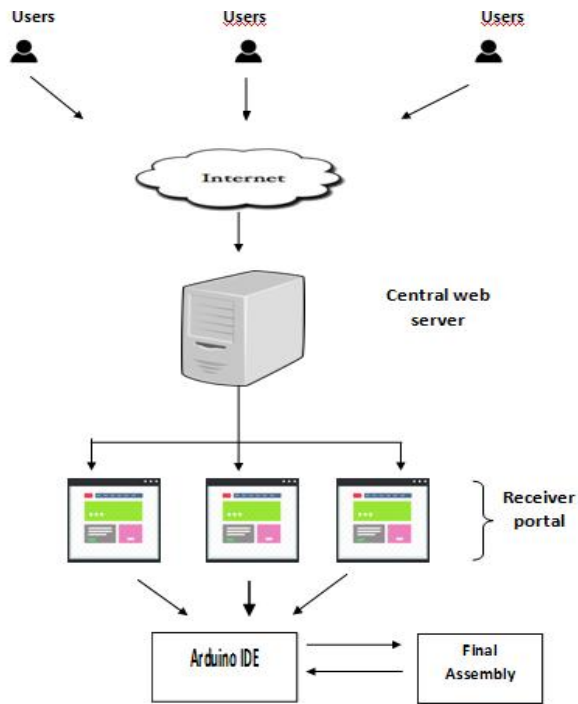 Users
Users
Users
Internet
Central web
server
Receiver
portal
Arduino IDE
Final
Assembly